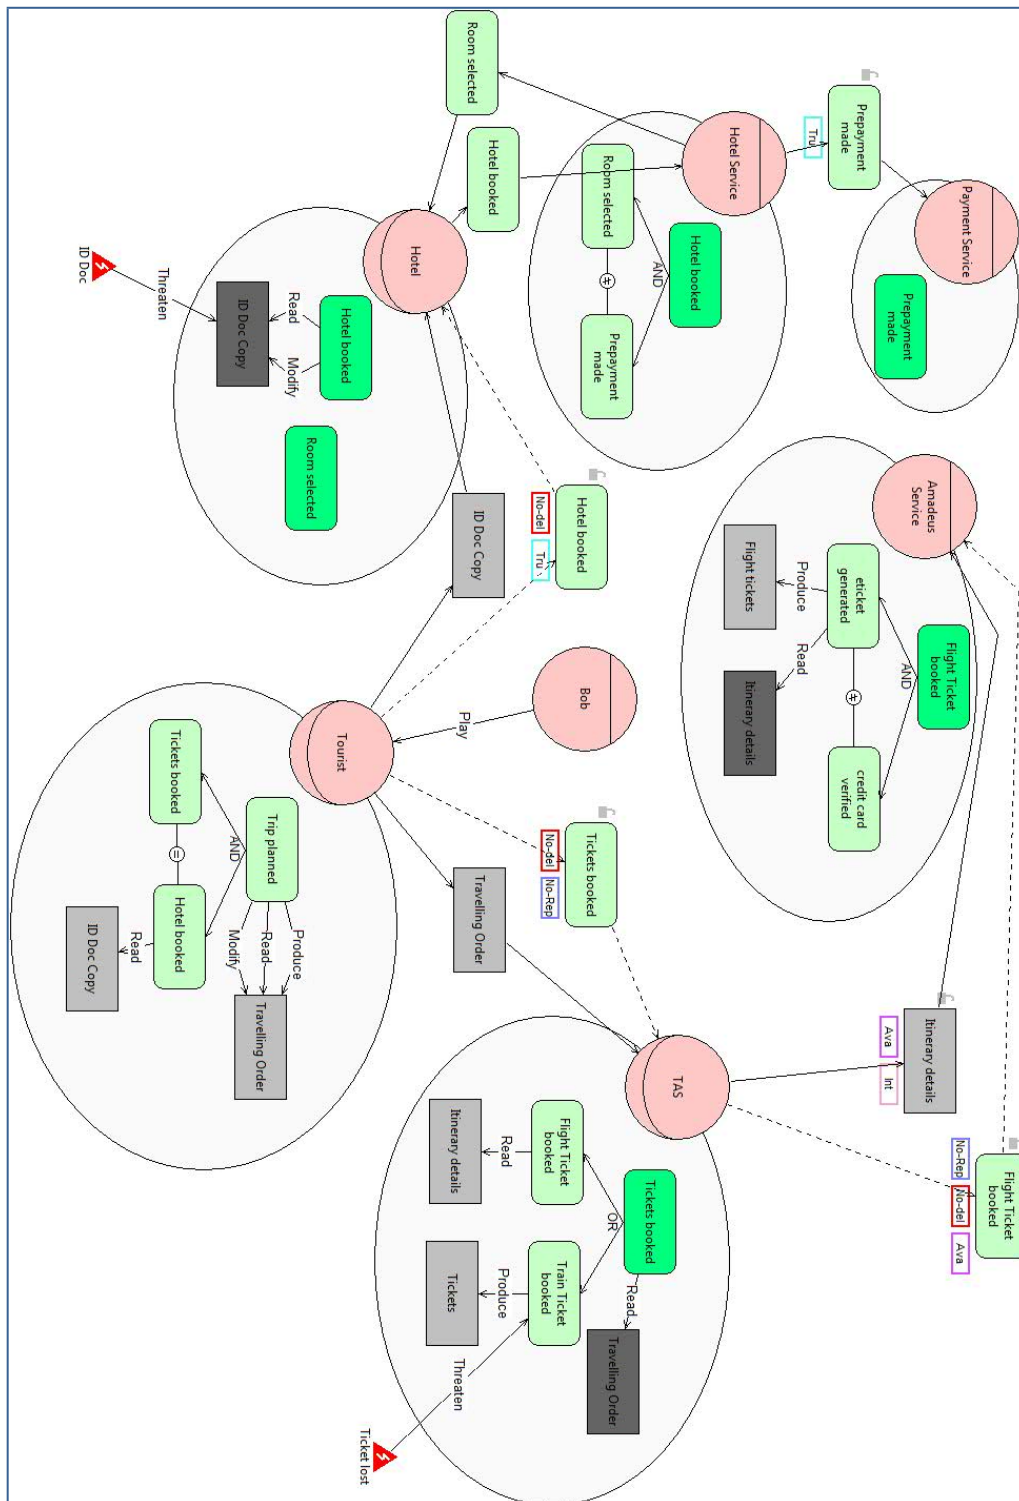 Room selected
Hotel booked
Hotel Service
Room selected
AND
Hotel booked
Prepayment
made
Tru
Prepayment
made
Payment Service
Prepayment
made
Hotel
ID Doc
Threaten
ID Doc Copy
Read
Modify
Hotel booked
Room selected
ID Doc Copy
No-del
Tru
Hotel booked
Amadeus
Service
Flight tickets
Produce
eticket
generated
Read
Itinerary details
AND
Flight Ticket
booked
credit card
verified
Bob
Play
Tourist
Tickets booked
AND
Trip planned
Hotel booked
Read
ID Doc Copy
Modify
Read
Produce
Travelling Order
Travelling Order
No-del
No-Rep
Tickets booked
TAS
Ava
Int
Itinerary details
No-Rep
No-del
Ava
Flight Ticket
booked
Itinerary details
Read
Flight Ticket
booked
OR
Tickets booked
Tickets
Produce
Train Ticket
booked
Read
Travelling Order
Threaten
Ticket lost